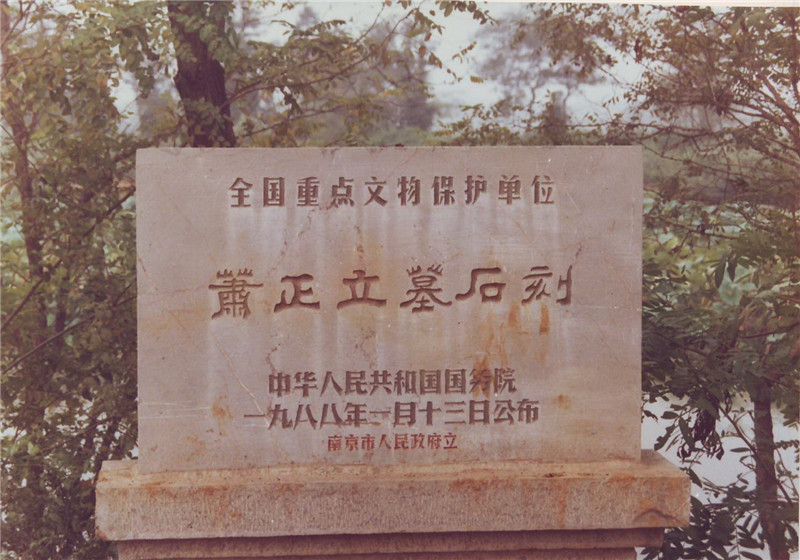 全国重点文物保护单位
蕭正立墓石刻
中华人民共和国国务院
一九八八年一月十三日公布
南京市人民政府立